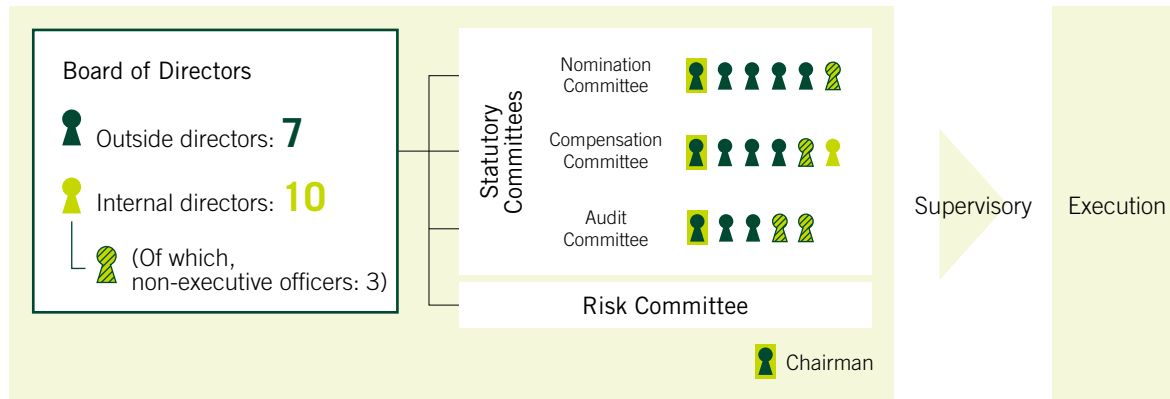 Board of Directors
Outside directors: 7
Internal directors: 10
(Of which,
non-executive officers: 3)
Statutory
Committees
Nomination
Committee
Compensation
Committee
Audit
Committee
Risk Committee
Chairman
Supervisory
Execution